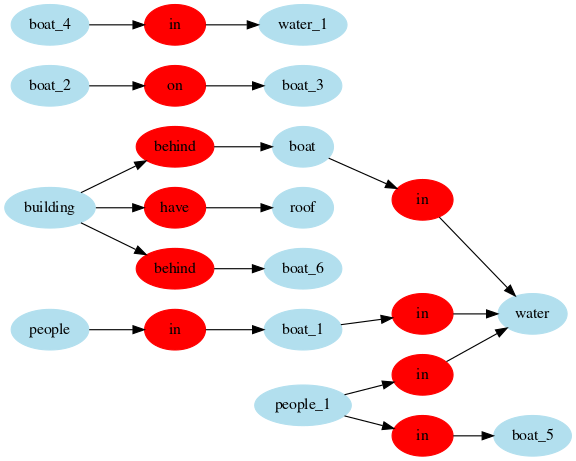 boat_4 in water_1
boat_2 on boat_3
behind boat
building have roof in
behind boat_6
people in boat_1 in water
people_1 in
in boat_5